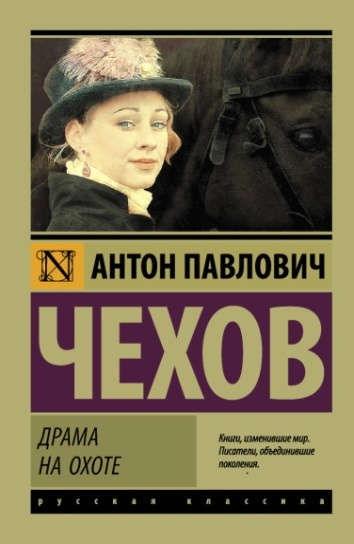 АНТОН ПАВЛОВИЧ
ЧЕХОВ
ДРАМА
НА ОХОТЕ
Книги, изменившие мир.
Писатели, объединившие
поколения.
русская классика